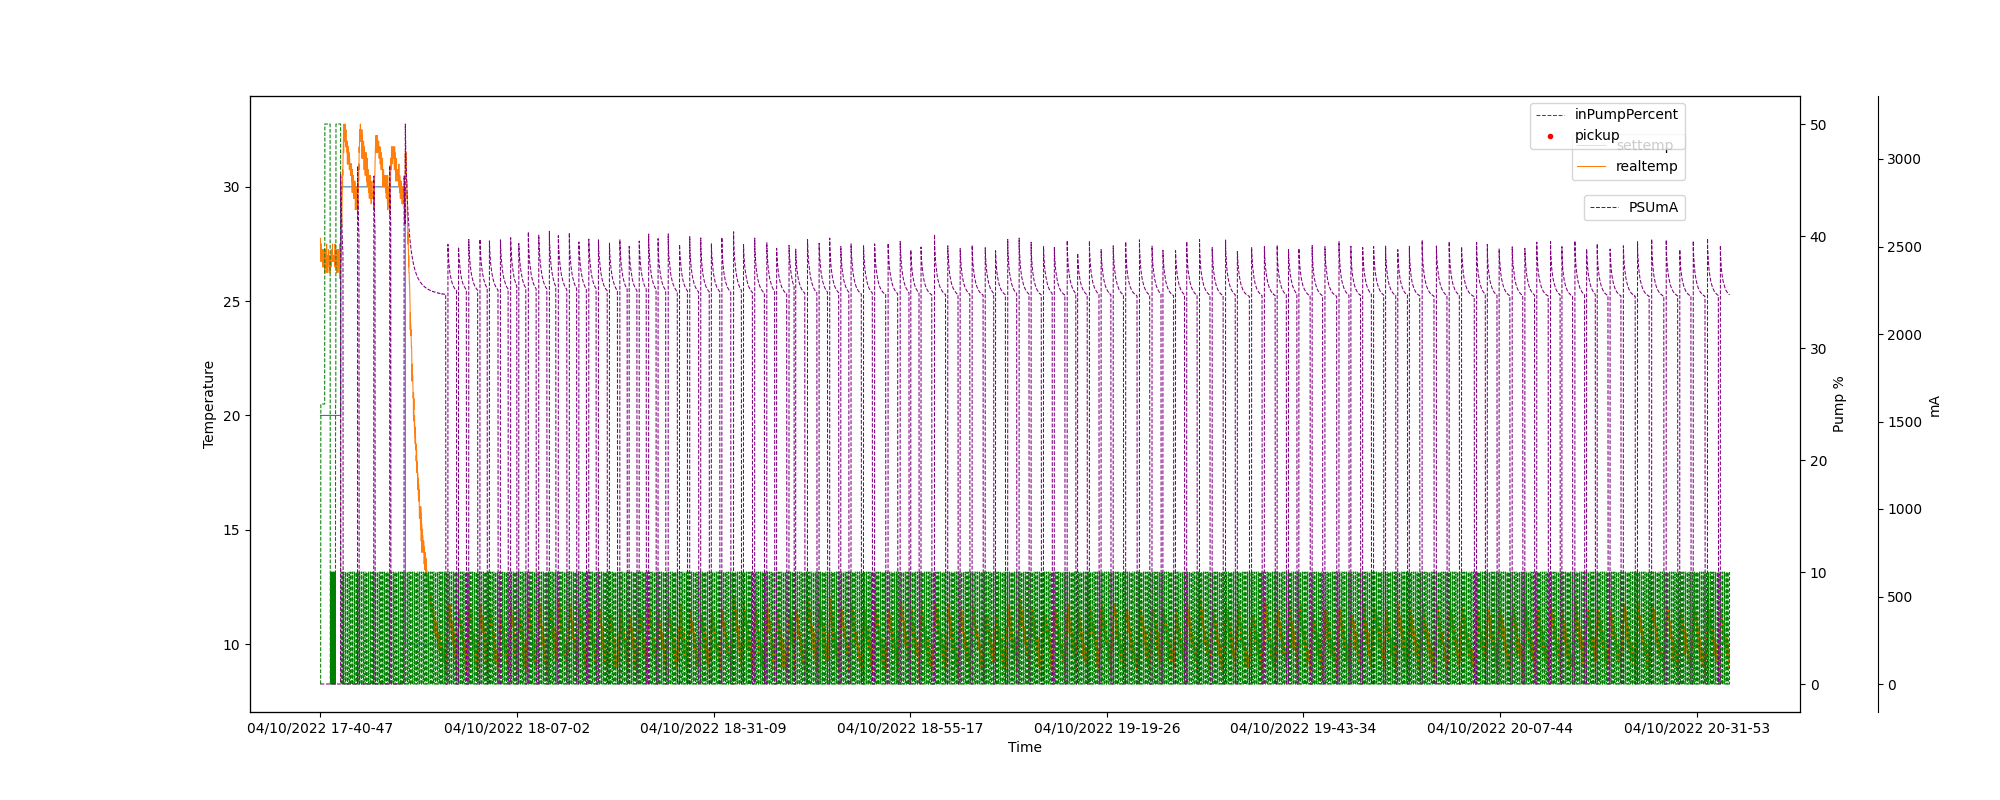 inPumpPercent
pickup
settemp
realtemp
PSUmA
Temperature
30
25
20
15
10
50
40
30
20
10
0
Pump %
3000
2500
2000
1500
1000
500
0
mA
04/10/2022 17-40-47
04/10/2022 18-07-02
04/10/2022 18-31-09
04/10/2022 18-55-17
04/10/2022 19-19-26
04/10/2022 19-43-34
04/10/2022 20-07-44
04/10/2022 20-31-53
Time